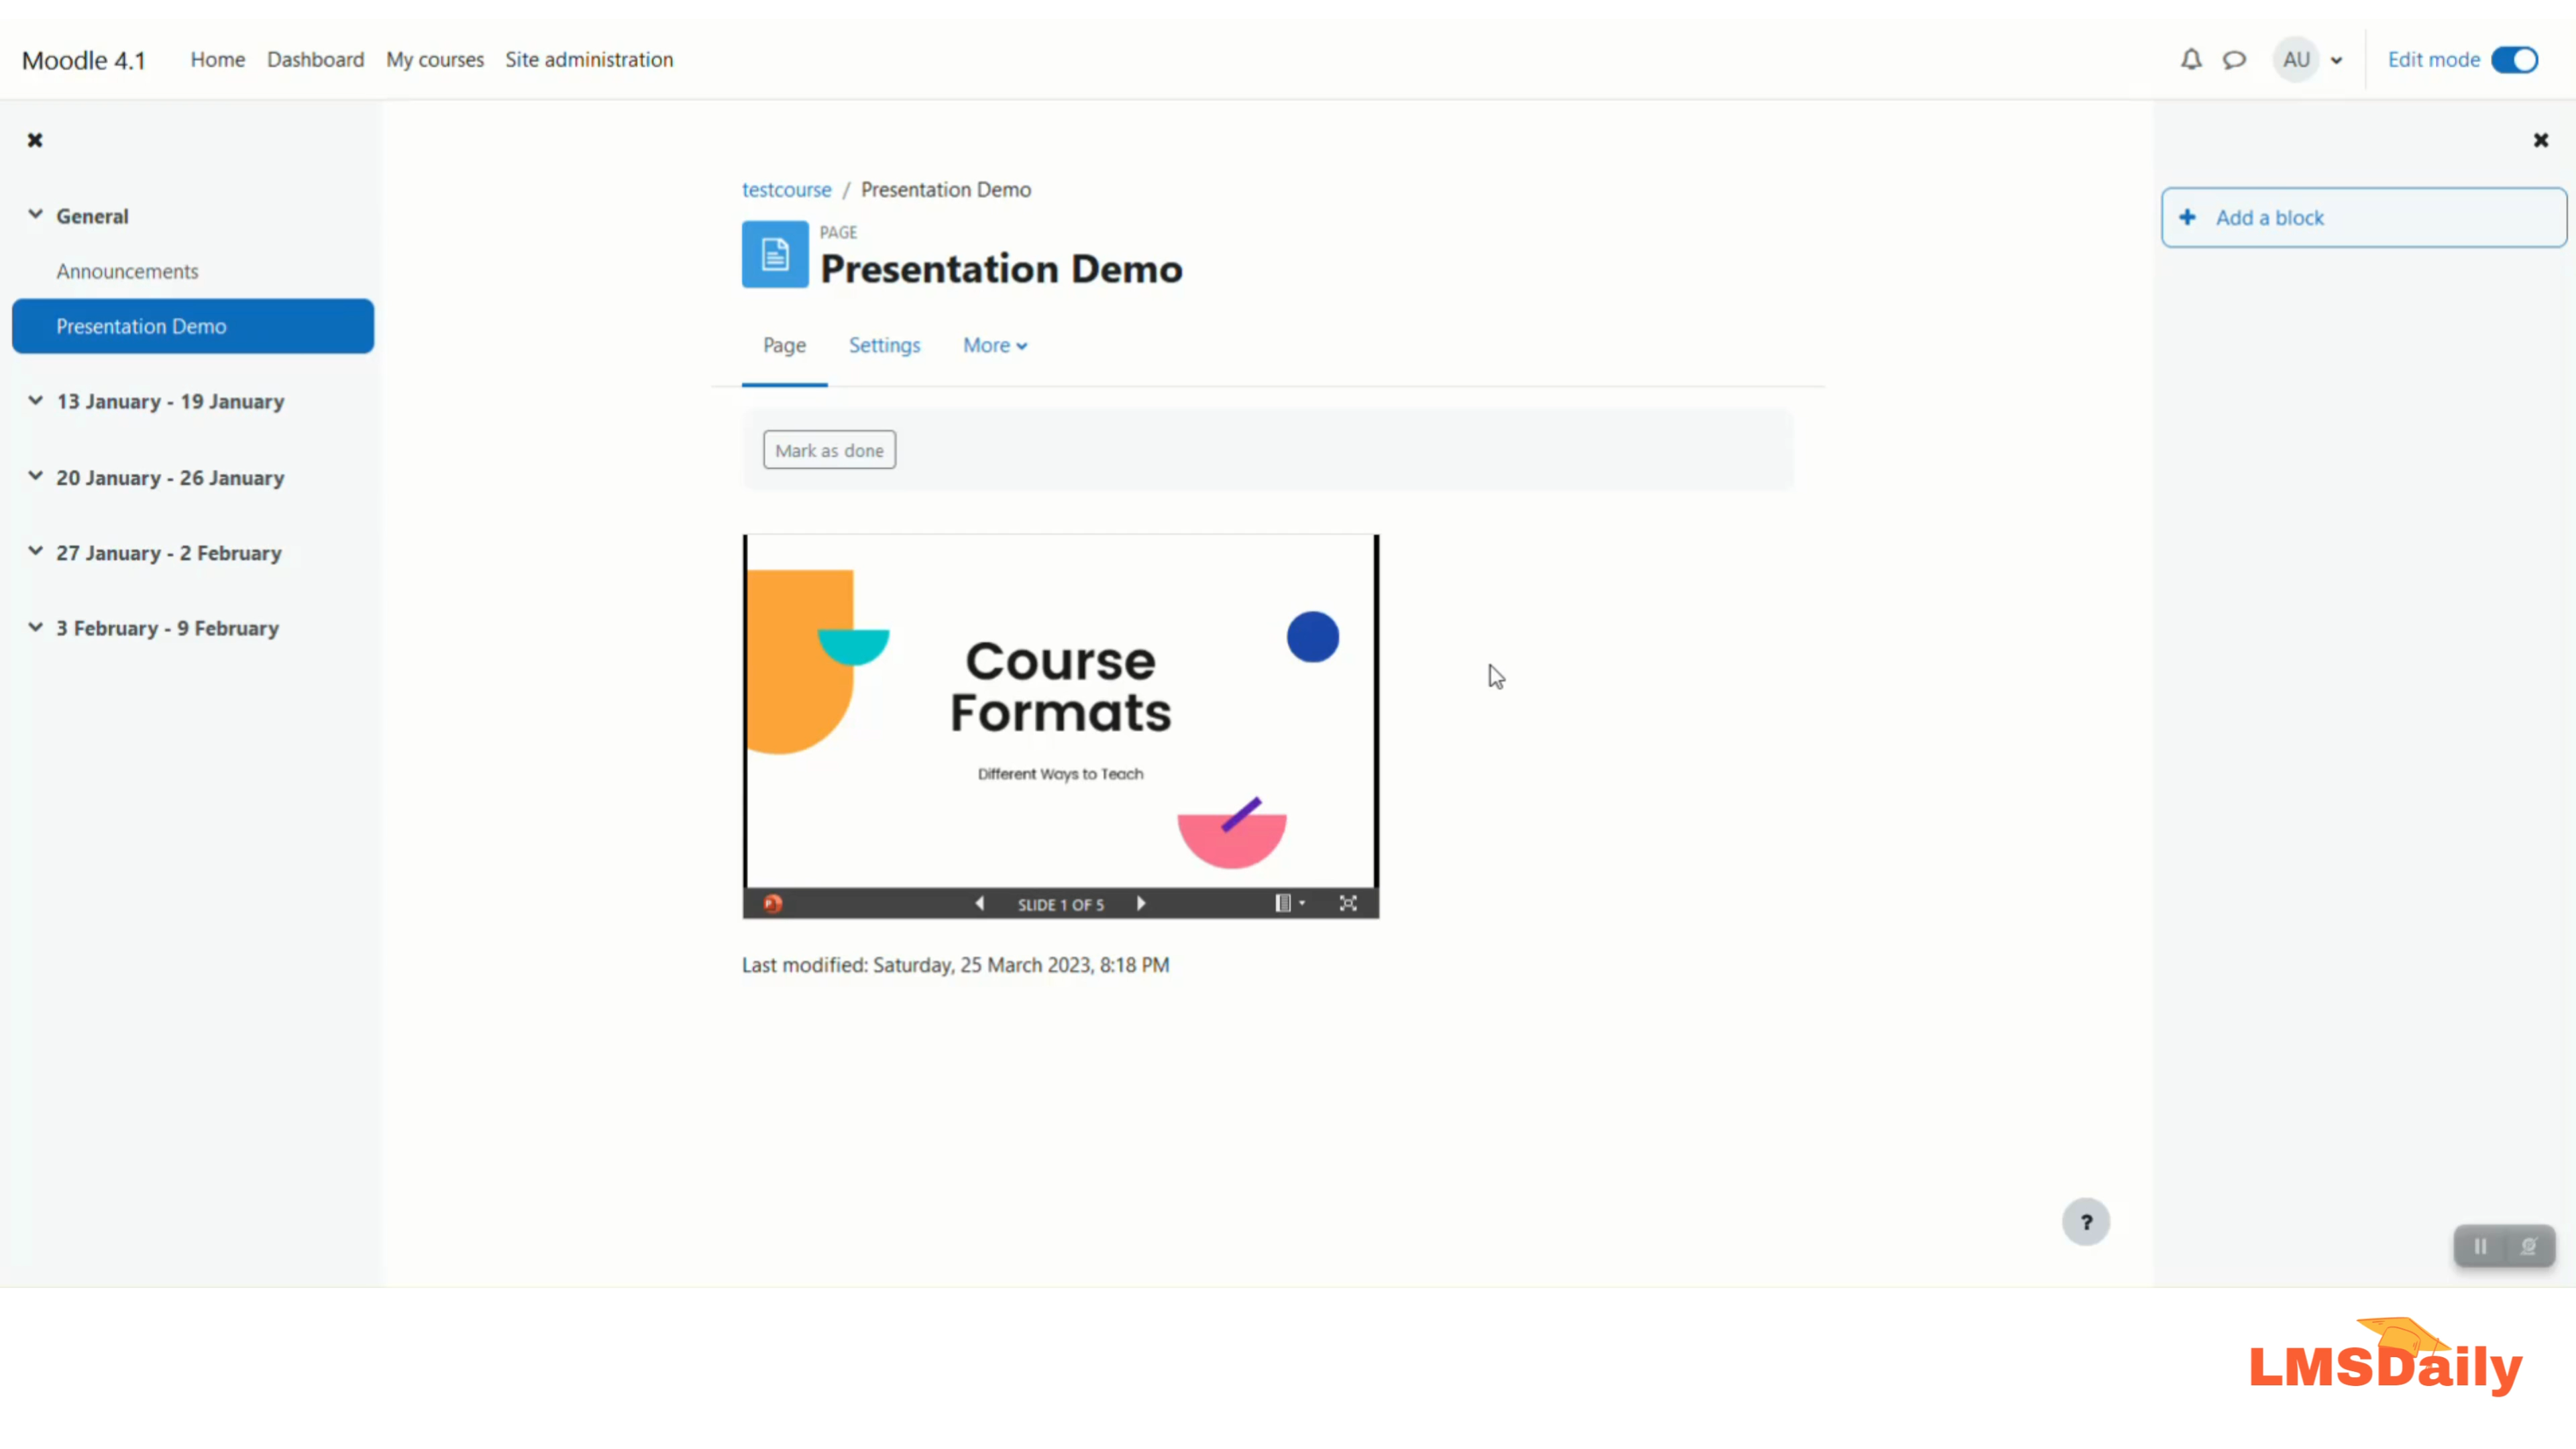 Moodle 4.1 Home Dashboard My courses Site administration AU Edit mode
General
Announcements
Presentation Demo
13 January - 19 January
20 January - 26 January
27 January - 2 February
3 February - 9 February
testcourse / Presentation Demo
PAGE
Presentation Demo
Page Settings More
Mark as done
Course
Formats
Different Ways to Teach
P
SLIDE 1 OF 5
Last modified: Saturday, 25 March 2023, 8:18 PM
Add a block
?
LMSDaily